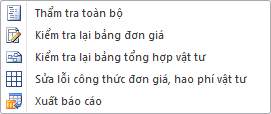 Thẩm tra toàn bộ
Kiểm tra lại bảng đơn giá
Kiểm tra lại bảng tổng hợp vật tư
Sửa lỗi công thức đơn giá, hao phí vật tư
Xuất báo cáo